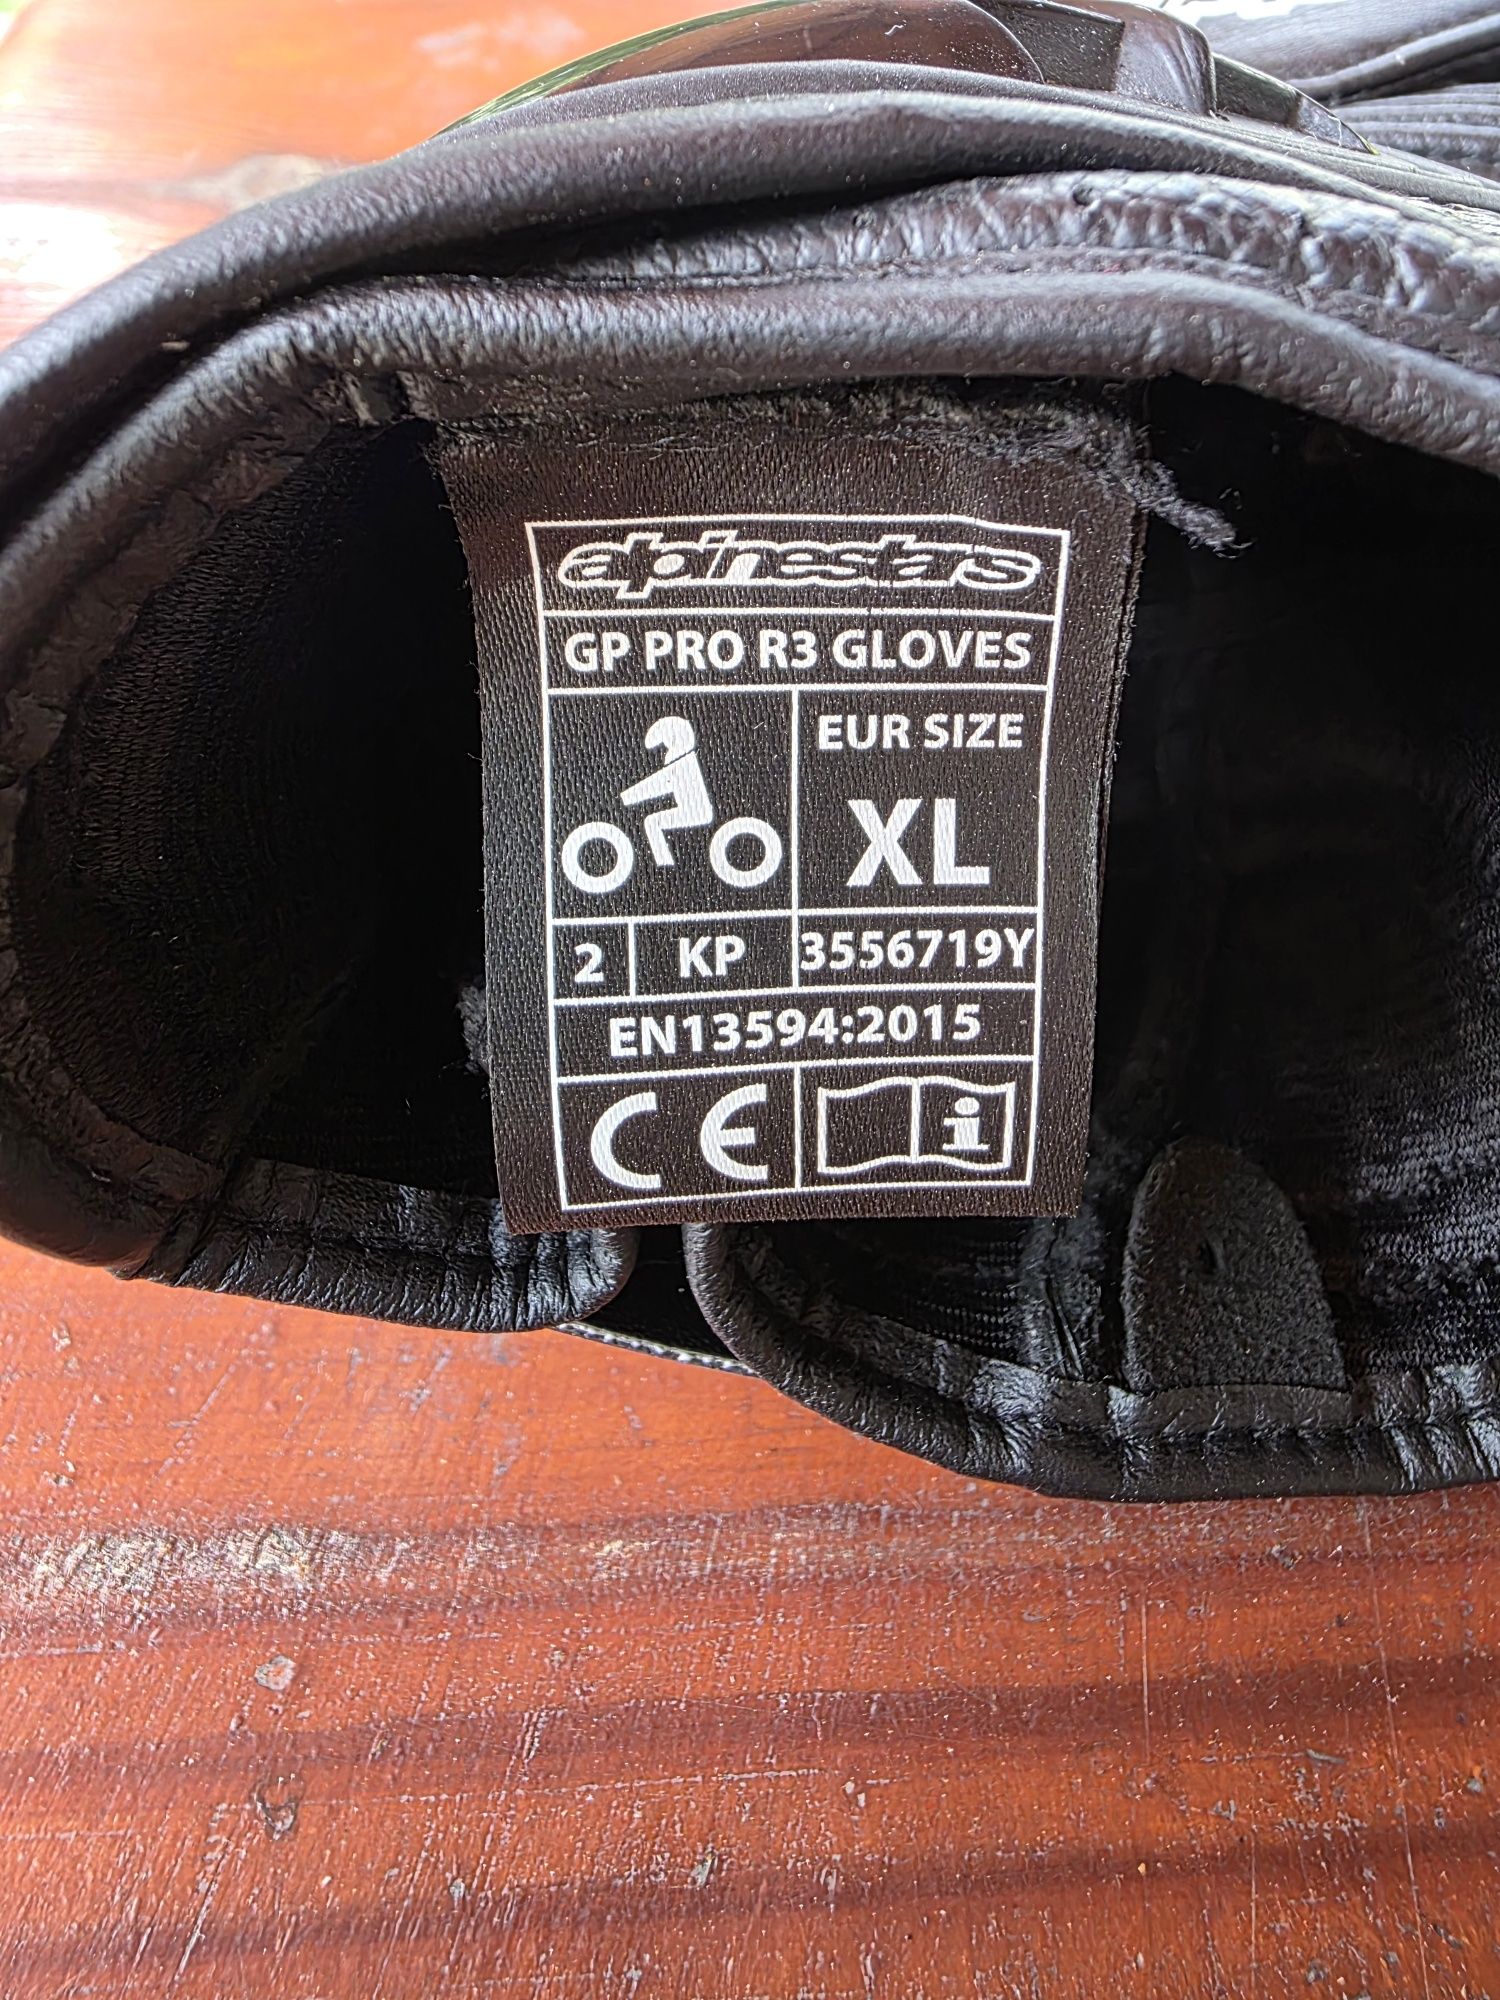 alpinestars
GP PRO R3 GLOVES
EUR SIZE
XL
2 KP 3556719Y
EN13594:2015
CE i